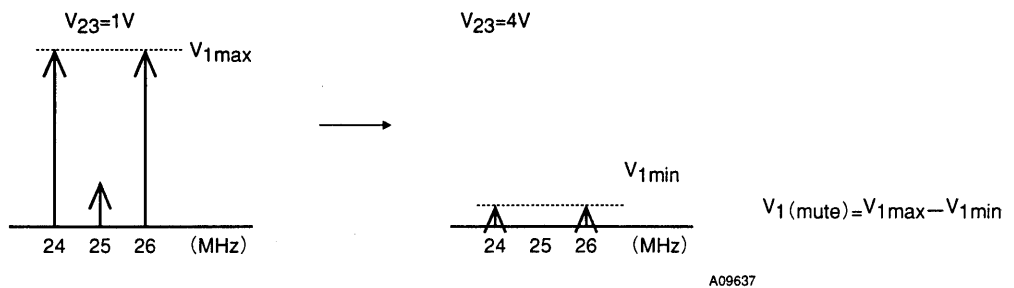 V23=1V
V1max
24 25 26 (MHz)
V23=4V
V1min
24 25 26 (MHz)
V1(mute)=V1max–V1min
A09637